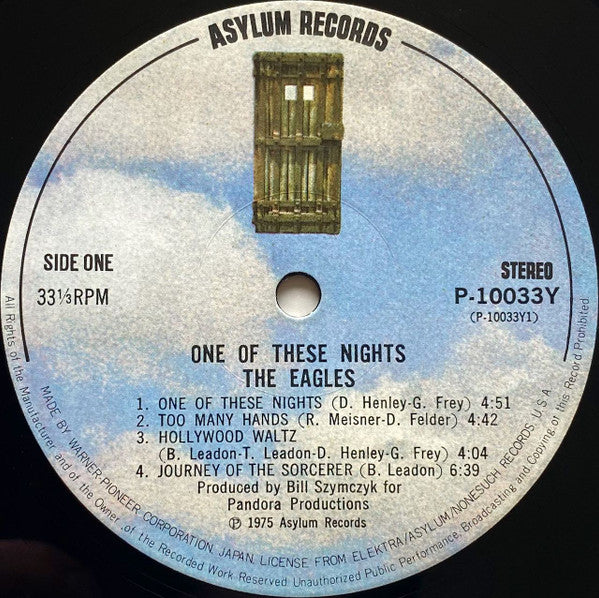 ASYLUM RECORDS
SIDE ONE
33⅓RPM
STEREO
P-10033Y
(P-10033Y1)
ONE OF THESE NIGHTS
THE EAGLES
1. ONE OF THESE NIGHTS (D. Henley-G. Frey) 4:51
2. TOO MANY HANDS (R. Meisner-D. Felder) 4:42
3. HOLLYWOOD WALTZ
(B. Leadon-T. Leadon-D. Henley-G. Frey) 4:04
4. JOURNEY OF THE SORCERER (B. Leadon) 6:39
Produced by Bill Szymczyk for
Pandora Productions
Ⓟ 1975 Asylum Records
MADE BY WARNER-PIONEER CORPORATION, JAPAN. LICENSE FROM ELEKTRA/ASYLUM/NONESUCH RECORDS, U.S.A.
All Rights of the Manufacturer and of the Owner of the Recorded Work Reserved. Unauthorized Public Performance, Broadcasting and Copying of this Record Prohibited